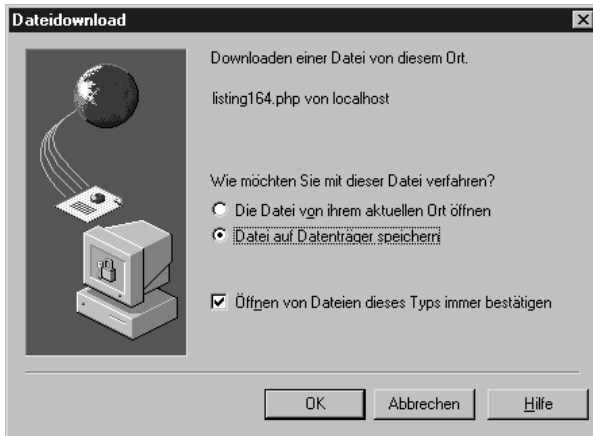 Dateidownload
Downloaden einer Datei von diesem Ort.
listing164.php von localhost
Wie möchten Sie mit dieser Datei verfahren?
Die Datei von ihrem aktuellen Ort öffnen
Datei auf Datenträger speichern
Öffnen von Dateien dieses Typs immer bestätigen
OK
Abbrechen
Hilfe